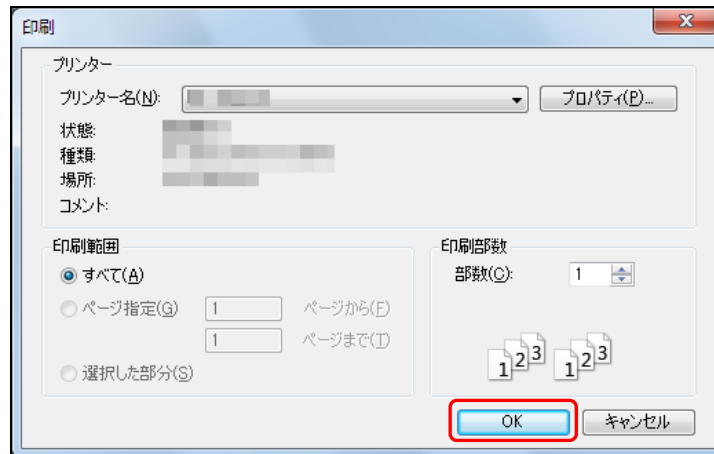 印刷
プリンター
プリンター名(N):
プロパティ(P)...
状態:
種類:
場所:
コメント:
印刷範囲
すべて(A)
ページ指定(G) 1 ページから(F)
1 ページまで(T)
選択した部分(S)
印刷部数
部数(C): 1
1 2 3 1 2 3
OK キャンセル